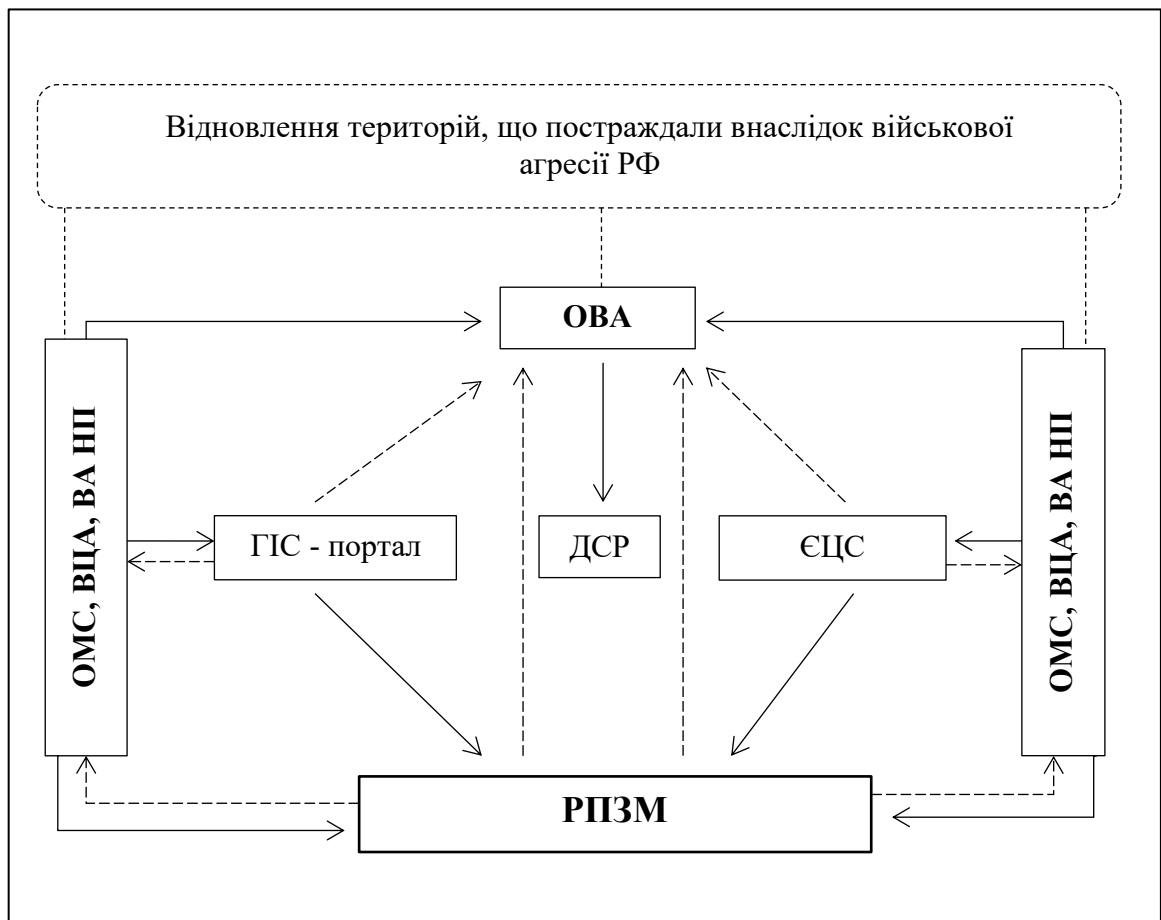 Відновлення територій, що постраждали внаслідок військової
агресії РФ
ОВА
ОМС, ВЦА, ВА НП
ГІС - портал
ДСР
ЄЦС
ОМС, ВЦА, ВА НП
РПЗМ